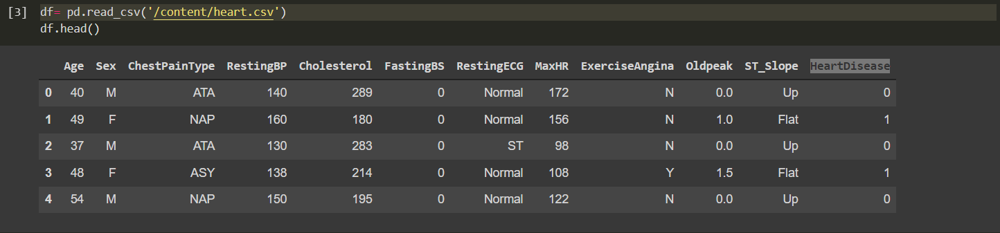 [3] df= pd.read_csv('/content/heart.csv')
df.head()
Age Sex ChestPainType RestingBP Cholesterol FastingBS RestingECG MaxHR ExerciseAngina Oldpeak ST_Slope HeartDisease
0 40 M ATA 140 289 0 Normal 172 N 0.0 Up 0
1 49 F NAP 160 180 0 Normal 156 N 1.0 Flat 1
2 37 M ATA 130 283 0 ST 98 N 0.0 Up 0
3 48 F ASY 138 214 0 Normal 108 Y 1.5 Flat 1
4 54 M NAP 150 195 0 Normal 122 N 0.0 Up 0